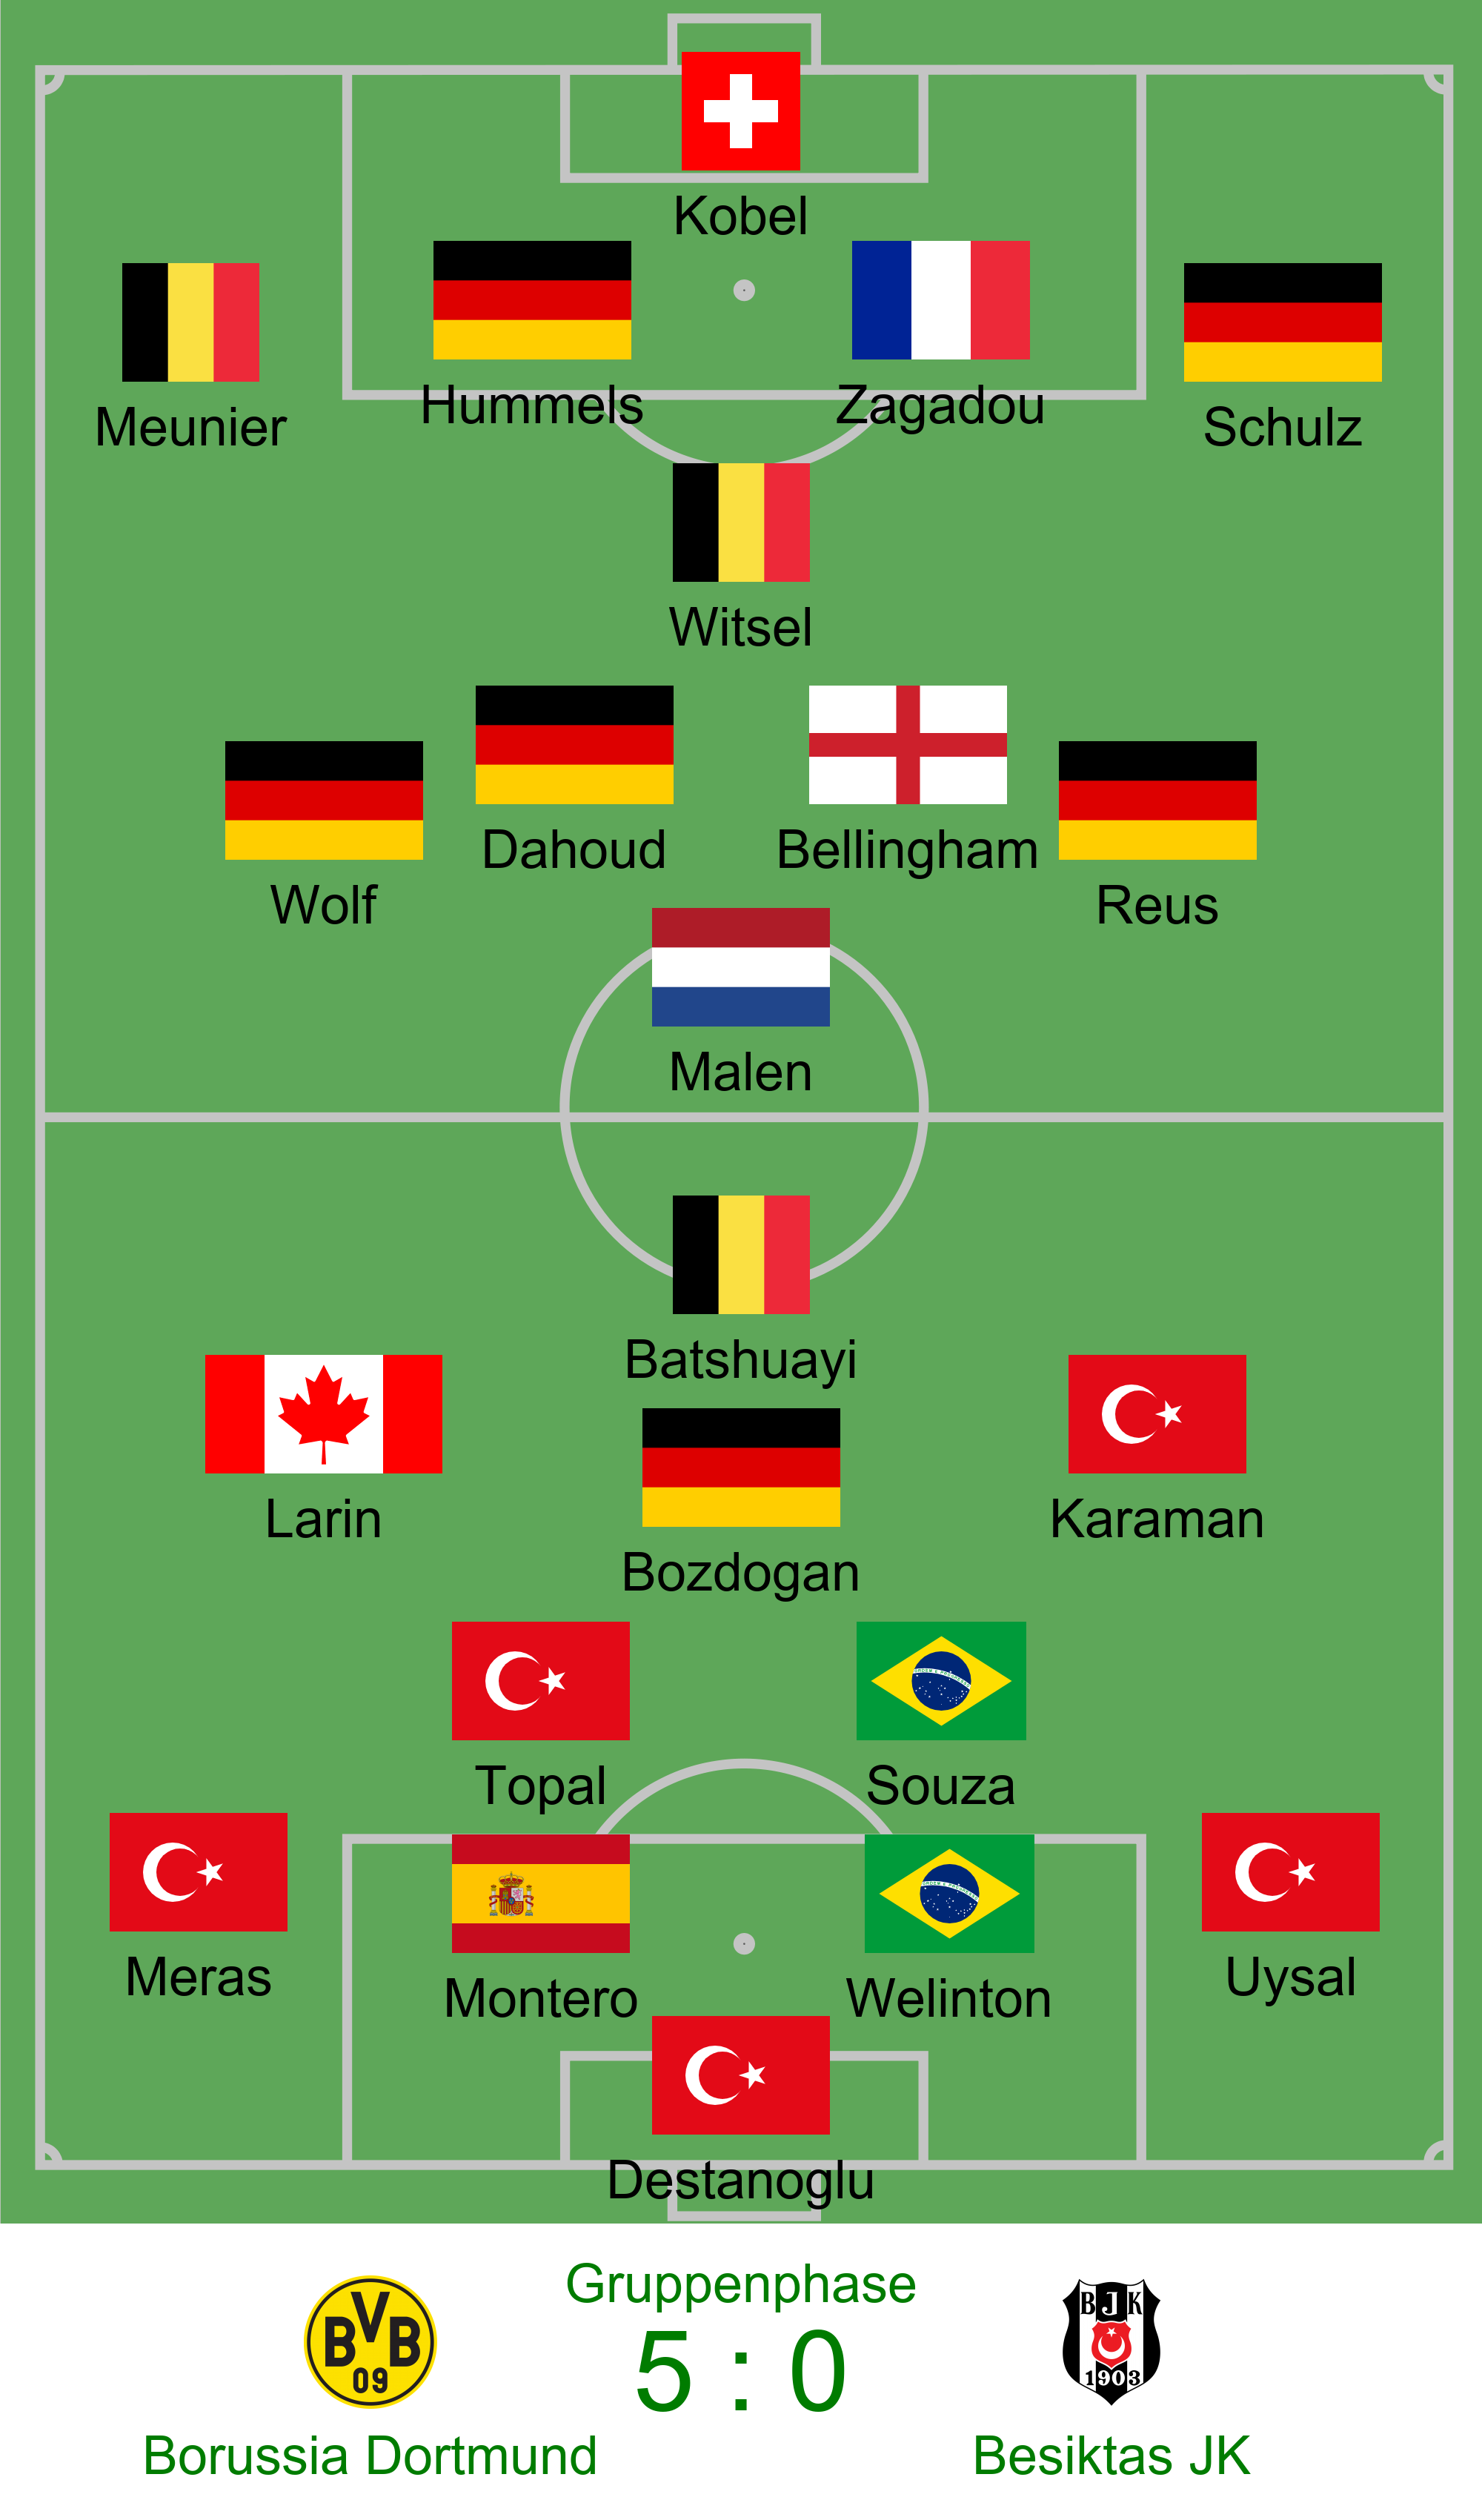 Kobel
Meunier
Hummels
Zagadou
Schulz
Witsel
Wolf
Dahoud
Bellingham
Reus
Malen
Batshuayi
Larin
Bozdogan
Karaman
Topal
Souza
Meras
Montero
Welinton
Uysal
Destanoglu
Gruppenphase
5 : 0
BVB
09
BJK
1903
Borussia Dortmund
Besiktas JK